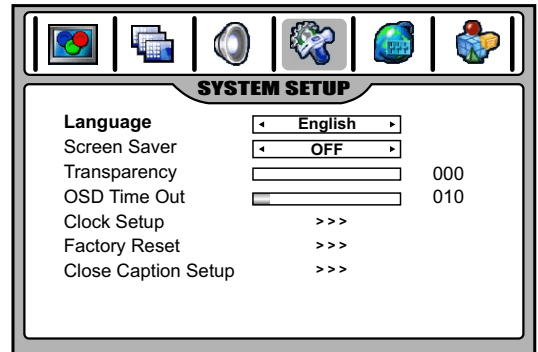 SYSTEM SETUP
Language ◂ English ▸
Screen Saver ◂ OFF ▸
Transparency 000
OSD Time Out 010
Clock Setup >>>
Factory Reset >>>
Close Caption Setup >>>